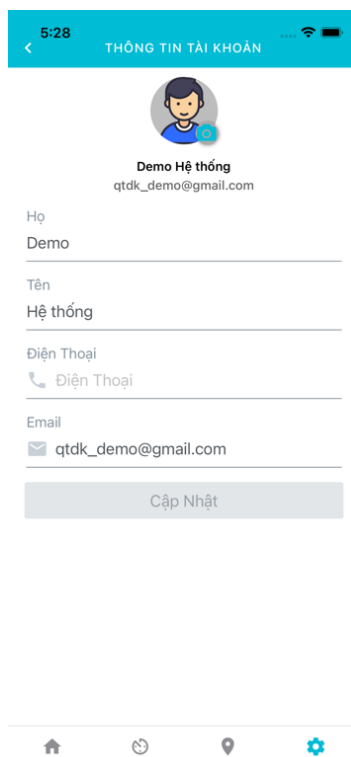 5:28
THÔNG TIN TÀI KHOẢN
Demo Hệ thống
qtdk_demo@gmail.com
Họ
Demo
Tên
Hệ thống
Điện Thoại
Điện Thoại
Email
qtdk_demo@gmail.com
Cập Nhật